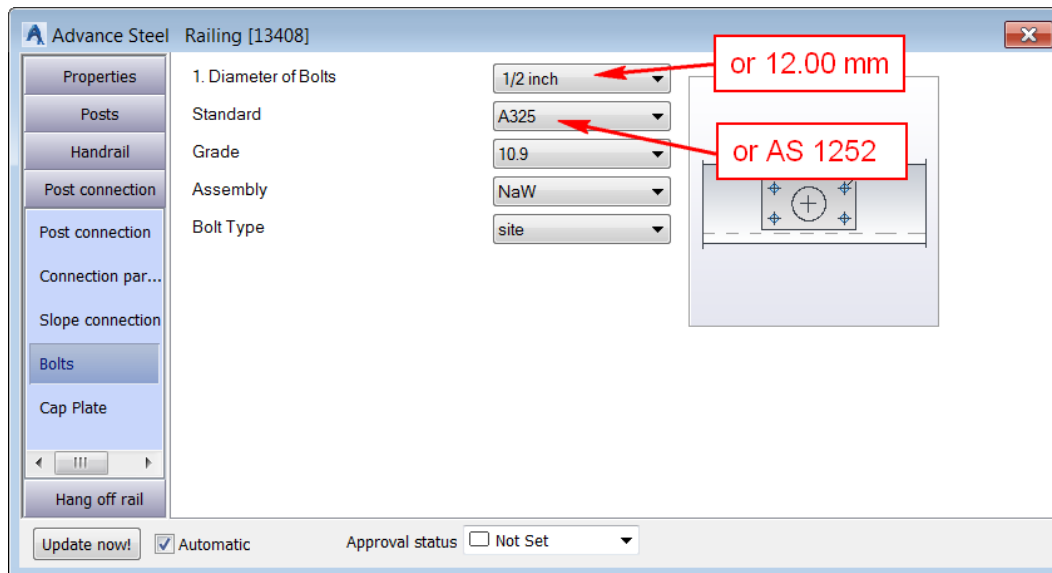 Advance Steel Railing [13408]
Properties
Posts
Handrail
Post connection
Post connection
Connection par...
Slope connection
Bolts
Cap Plate
Hang off rail
1. Diameter of Bolts 1/2 inch
or 12.00 mm
Standard A325
or AS 1252
Grade 10.9
Assembly NaW
Bolt Type site
Update now! Automatic Approval status Not Set